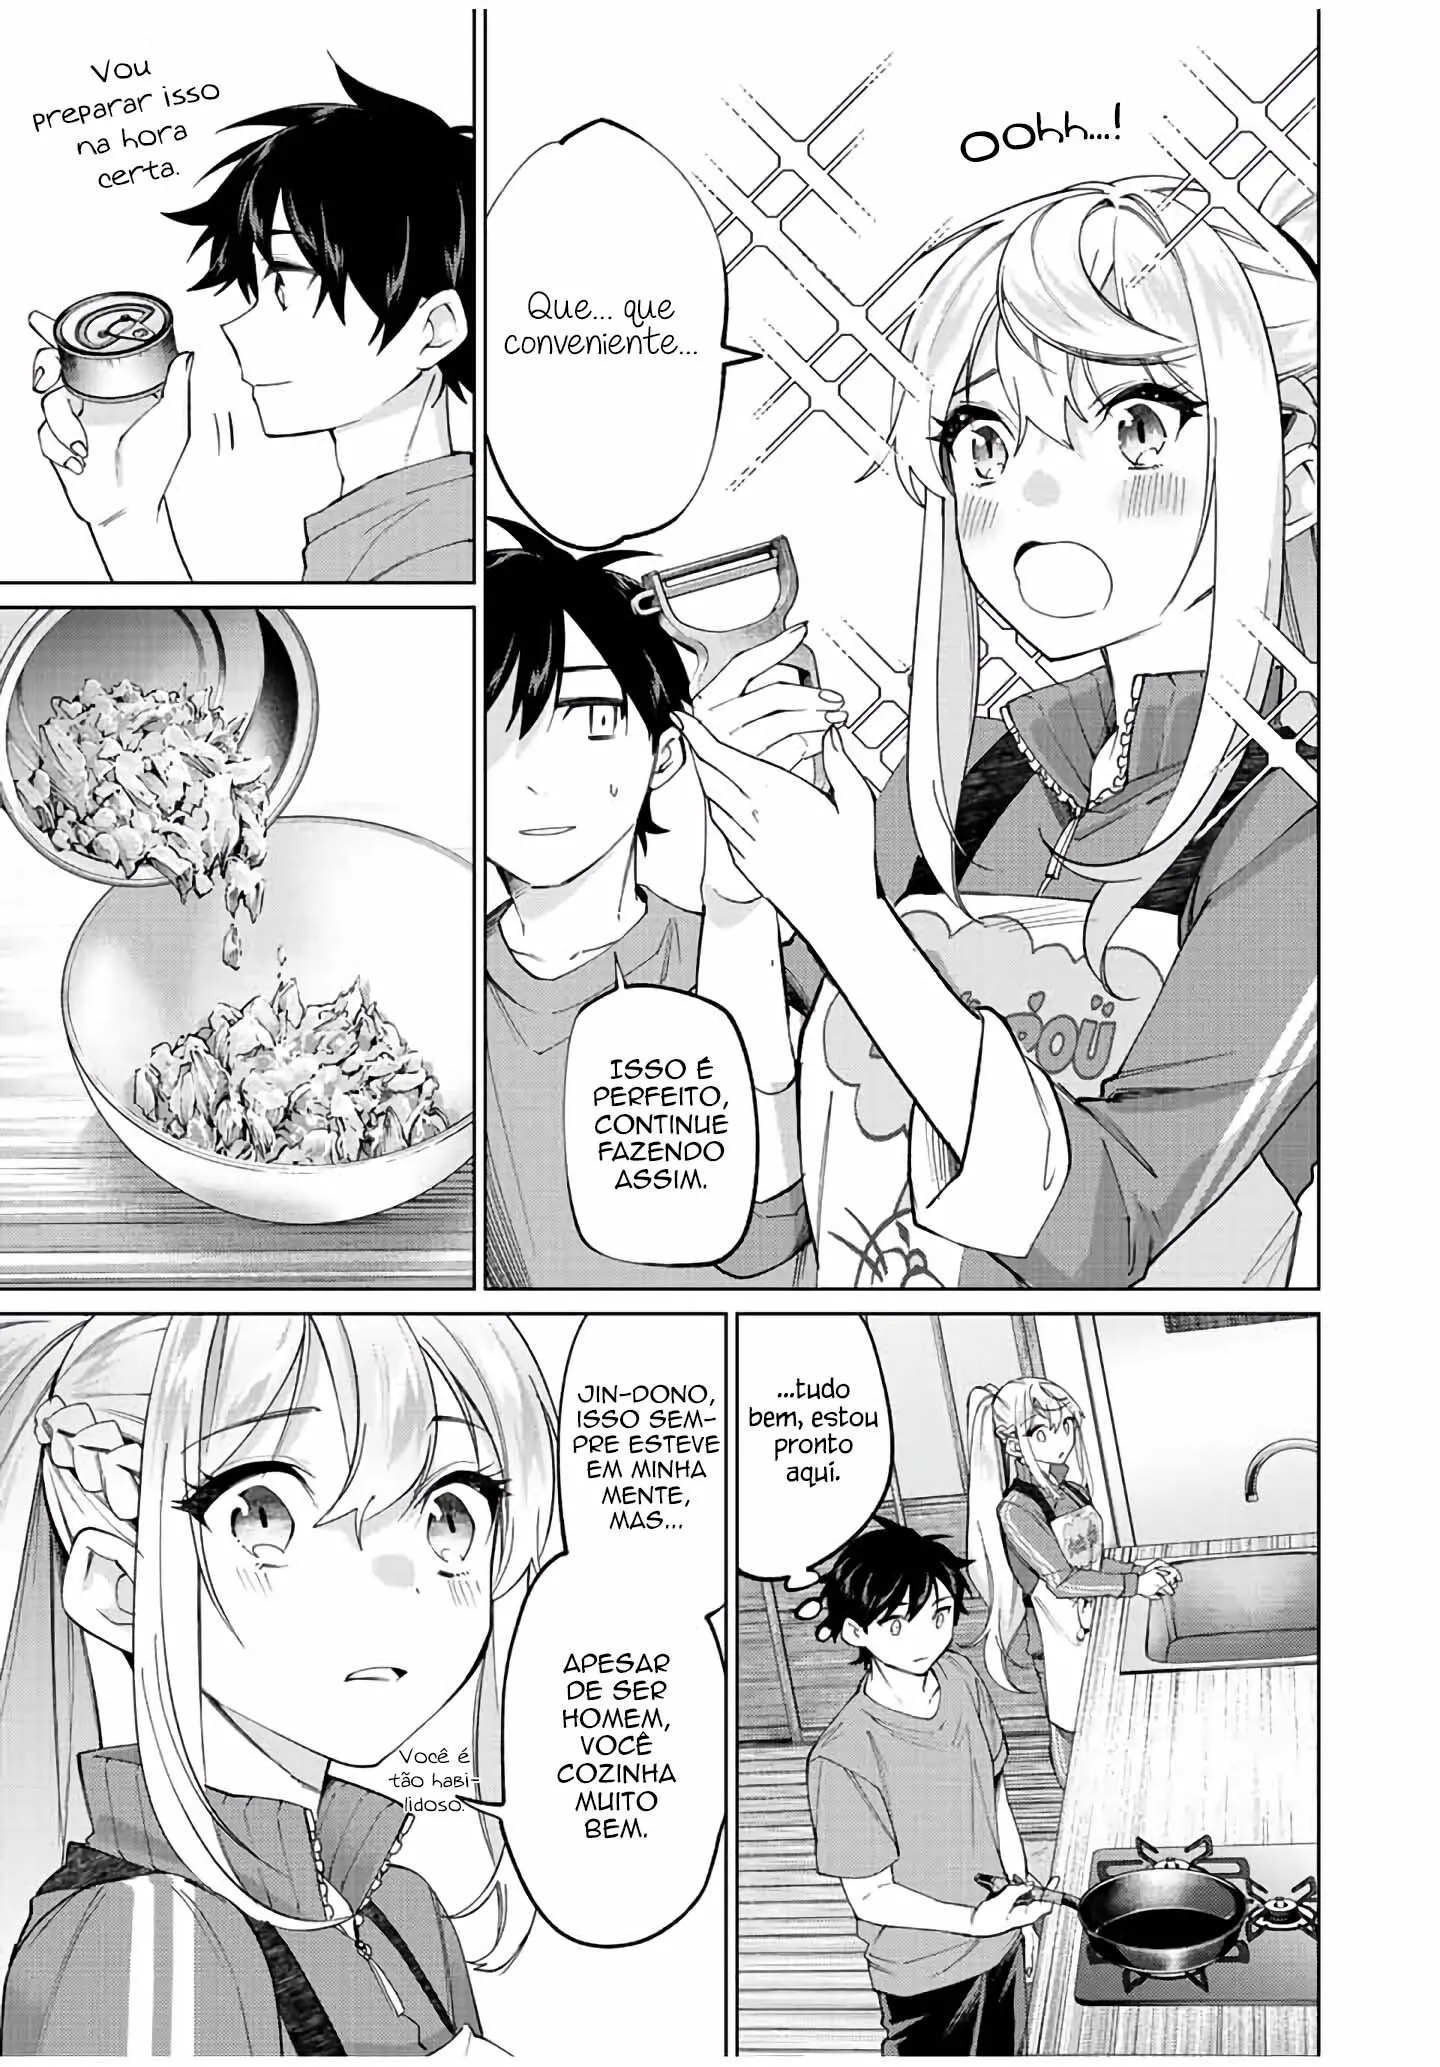 oohh...!
Que... que
conveniente...
ISSO É
PERFEITO,
CONTINUE
FAZENDO
ASSIM.
Vou
preparar isso
na hora
certa.
...tudo
bem, estou
pronto
aqui.
JIN-DONO,
ISSO SEM-
PRE ESTEVE
EM MINHA
MENTE,
MAS...
APESAR
DE SER
HOMEM,
VOCÊ
COZINHA
MUITO
BEM.
Você é
tão habi-
lidoso.